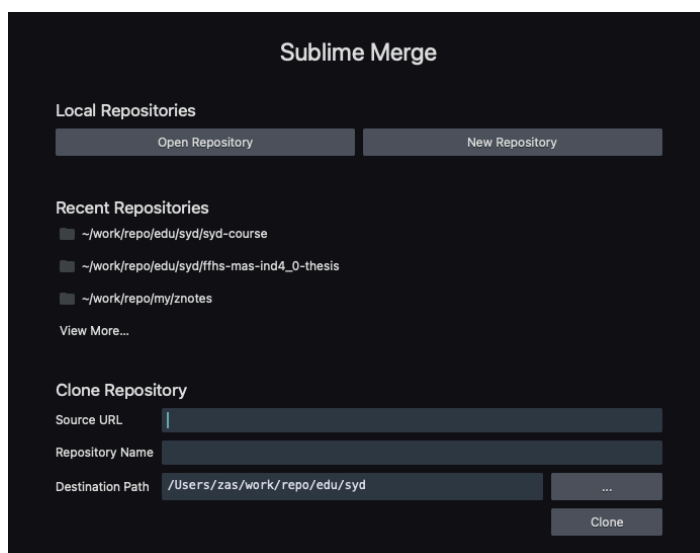 Sublime Merge
Local Repositories
Open Repository
New Repository
Recent Repositories
~/work/repo/edu/syd/syd-course
~/work/repo/edu/syd/ffhs-mas-ind4_0-thesis
~/work/repo/my/znotes
View More...
Clone Repository
Source URL
Repository Name
Destination Path /Users/zas/work/repo/edu/syd ...
Clone